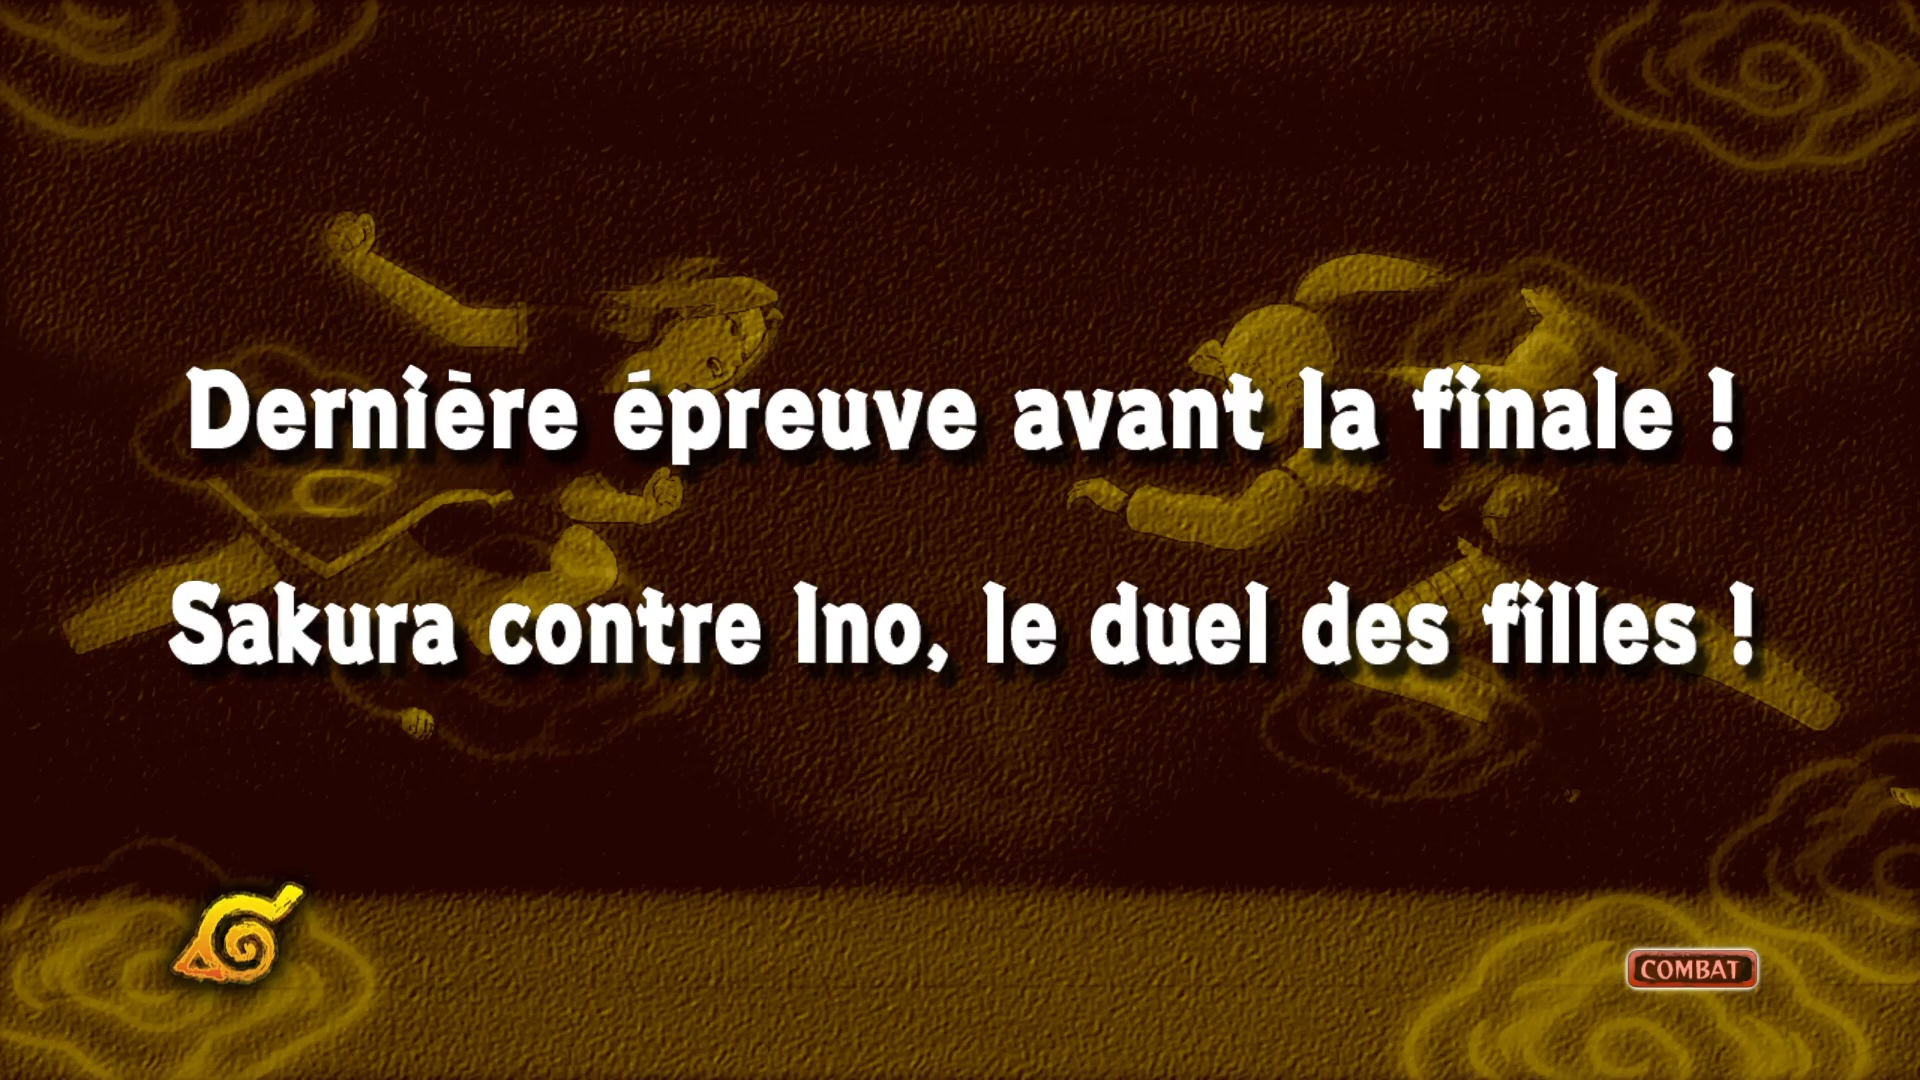 Dernière épreuve avant la finale !
Sakura contre Ino, le duel des filles !
COMBAT